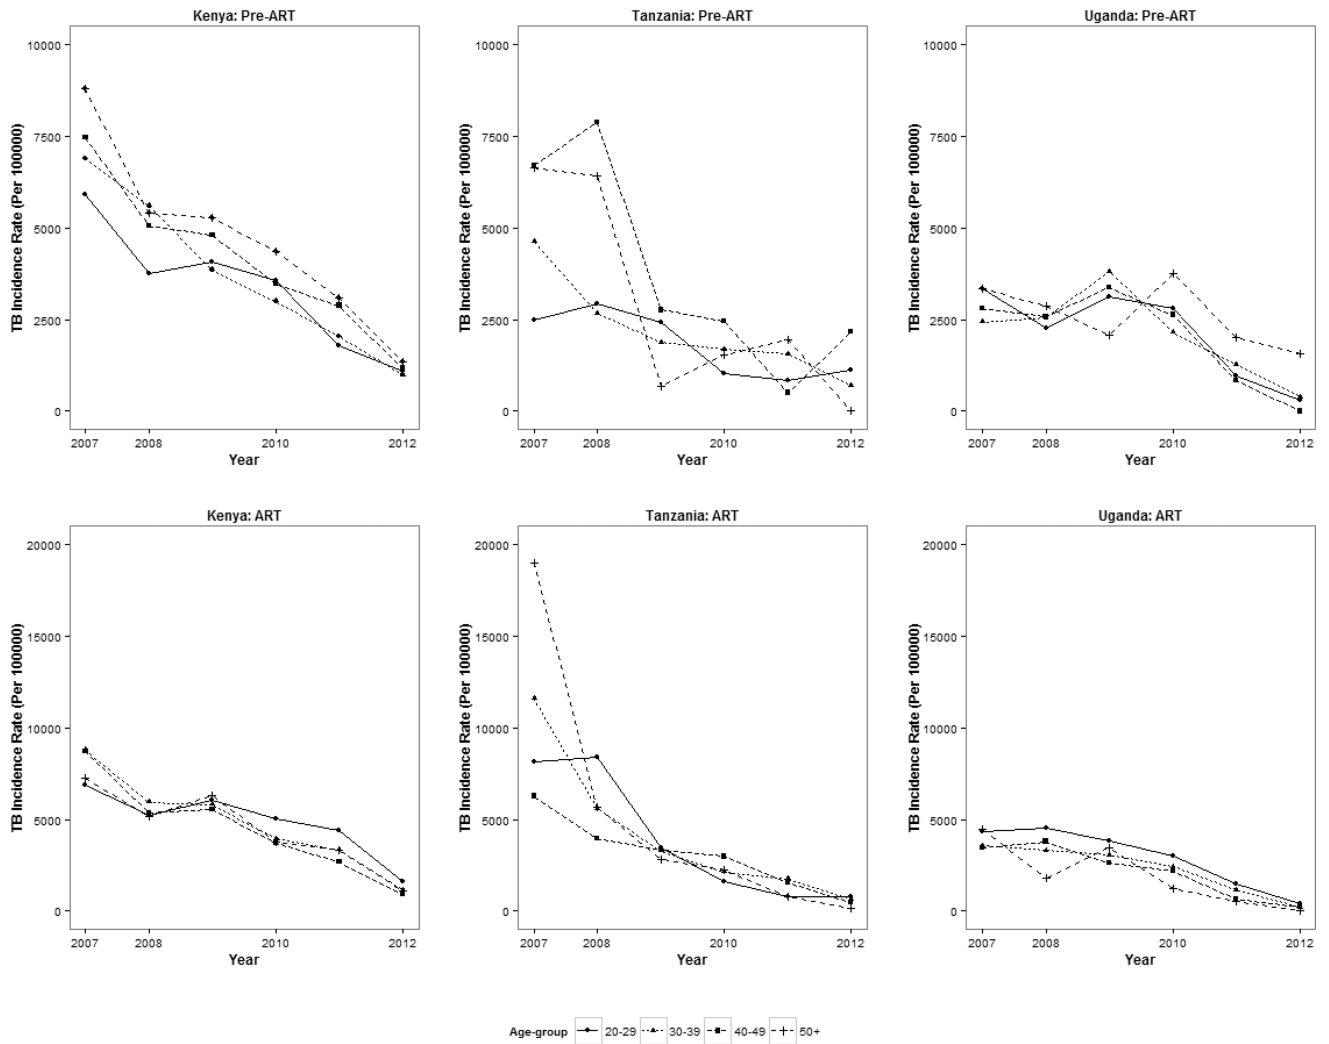 Kenya: Pre-ART
Tanzania: Pre-ART
Uganda: Pre-ART
TB Incidence Rate (Per 100000)
10000
7500
5000
2500
0
2007 2008 2010 2012
Year
TB Incidence Rate (Per 100000)
10000
7500
5000
2500
0
2007 2008 2010 2012
Year
TB Incidence Rate (Per 100000)
10000
7500
5000
2500
0
2007 2008 2010 2012
Year
Kenya: ART
Tanzania: ART
Uganda: ART
TB Incidence Rate (Per 100000)
20000
15000
10000
5000
0
2007 2008 2010 2012
Year
TB Incidence Rate (Per 100000)
20000
15000
10000
5000
0
2007 2008 2010 2012
Year
TB Incidence Rate (Per 100000)
20000
15000
10000
5000
0
2007 2008 2010 2012
Year
Age-group 20-29 30-39 40-49 50+